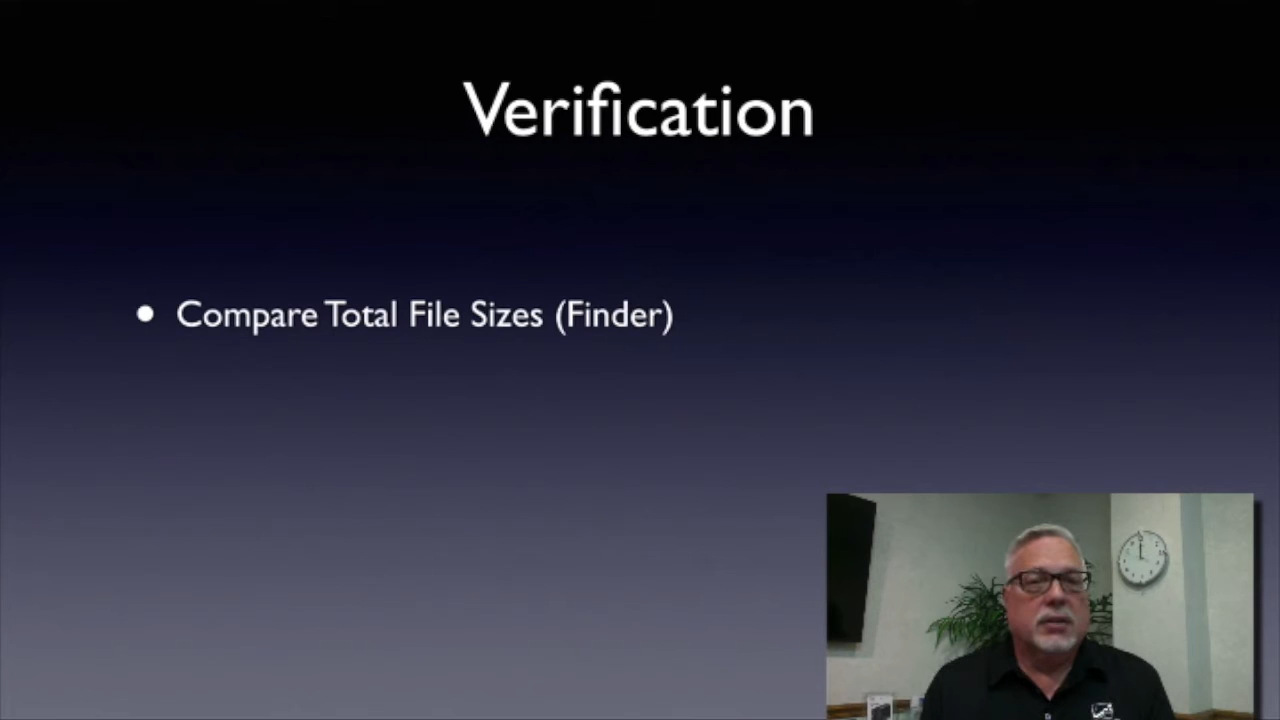 Verification
• Compare Total File Sizes (Finder)